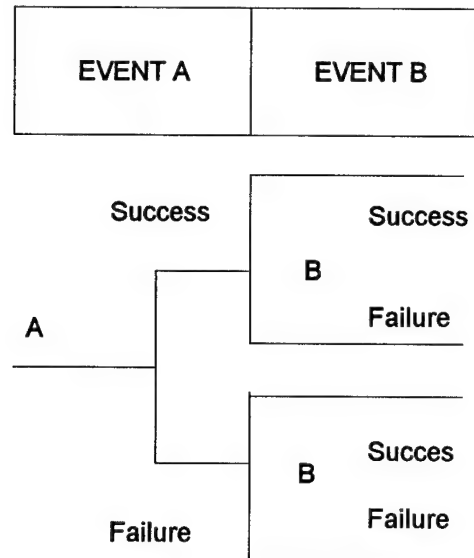 EVENT A EVENT B
Success Success
B
A Failure
B Succes
Failure Failure